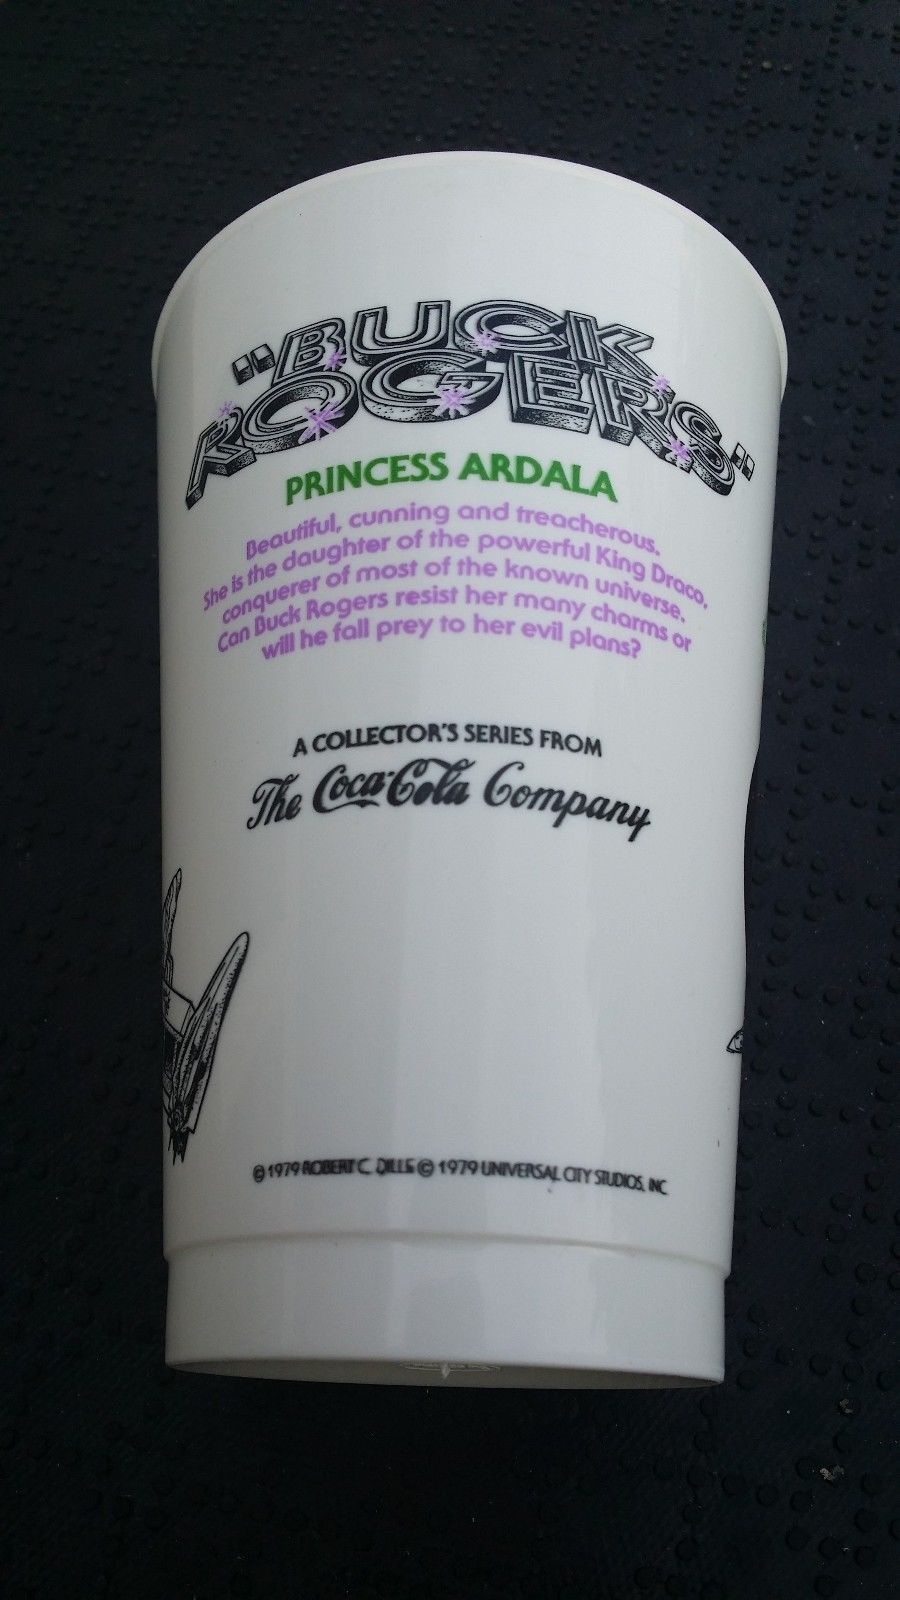 "BUCK
ROGERS"
PRINCESS ARDALA
Beautiful, cunning and treacherous.
She is the daughter of the powerful King Draco,
conquerer of most of the known universe.
Can Buck Rogers resist her many charms or
will he fall prey to her evil plans?
A COLLECTOR'S SERIES FROM
The Coca-Cola Company
© 1979 ROBERT C. DILLE © 1979 UNIVERSAL CITY STUDIOS, INC